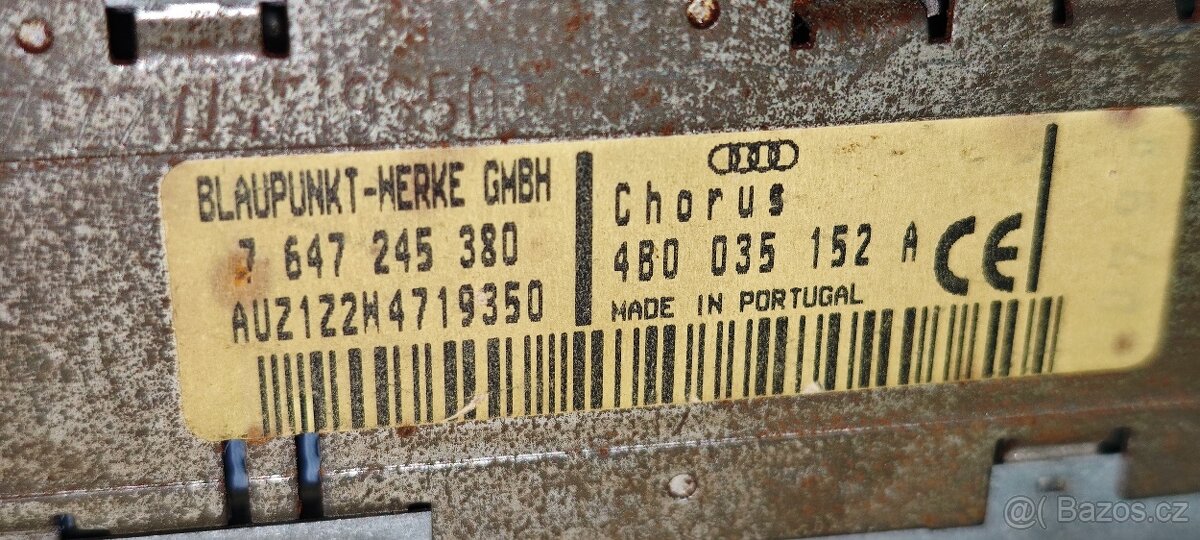 BLAUPUNKT-WERKE GMBH
7 647 245 380
AUZ1Z2W4719350
Chorus
4B0 035 152 A
CE
MADE IN PORTUGAL
@Bazos.cz